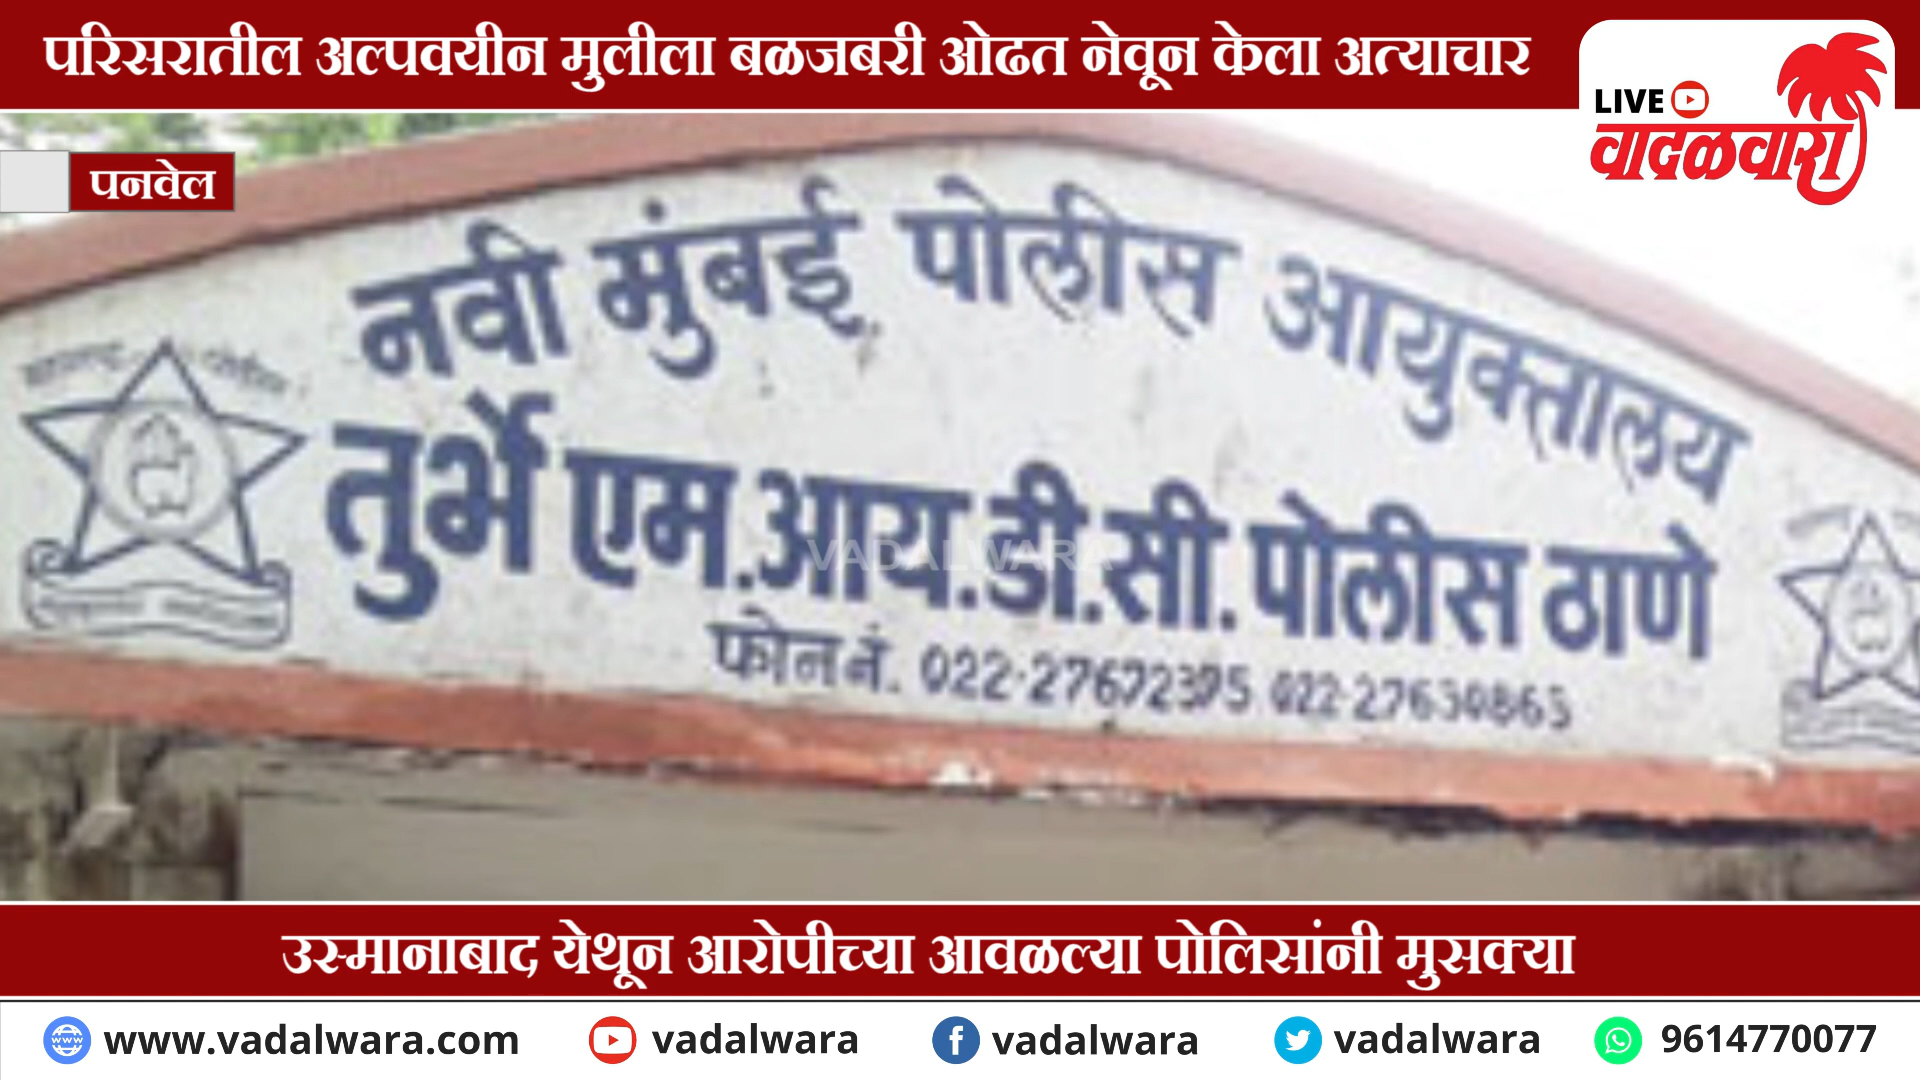 परिसरातील अल्पवयीन मुलीला बळजबरी ओढत नेवून केला अत्याचार
LIVE
वादळवारा
पनवेल
नवी मुंबई पोलीस आयुक्तालय
तुर्भे एम.आय.डी.सी.पोलीस ठाणे
फोन नं. 022-27672375 022-27630865
VADALWARA
उस्मानाबाद येथून आरोपीच्या आवळल्या पोलिसांनी मुसक्या
www.vadalwara.com vadalwara vadalwara vadalwara 9614770077